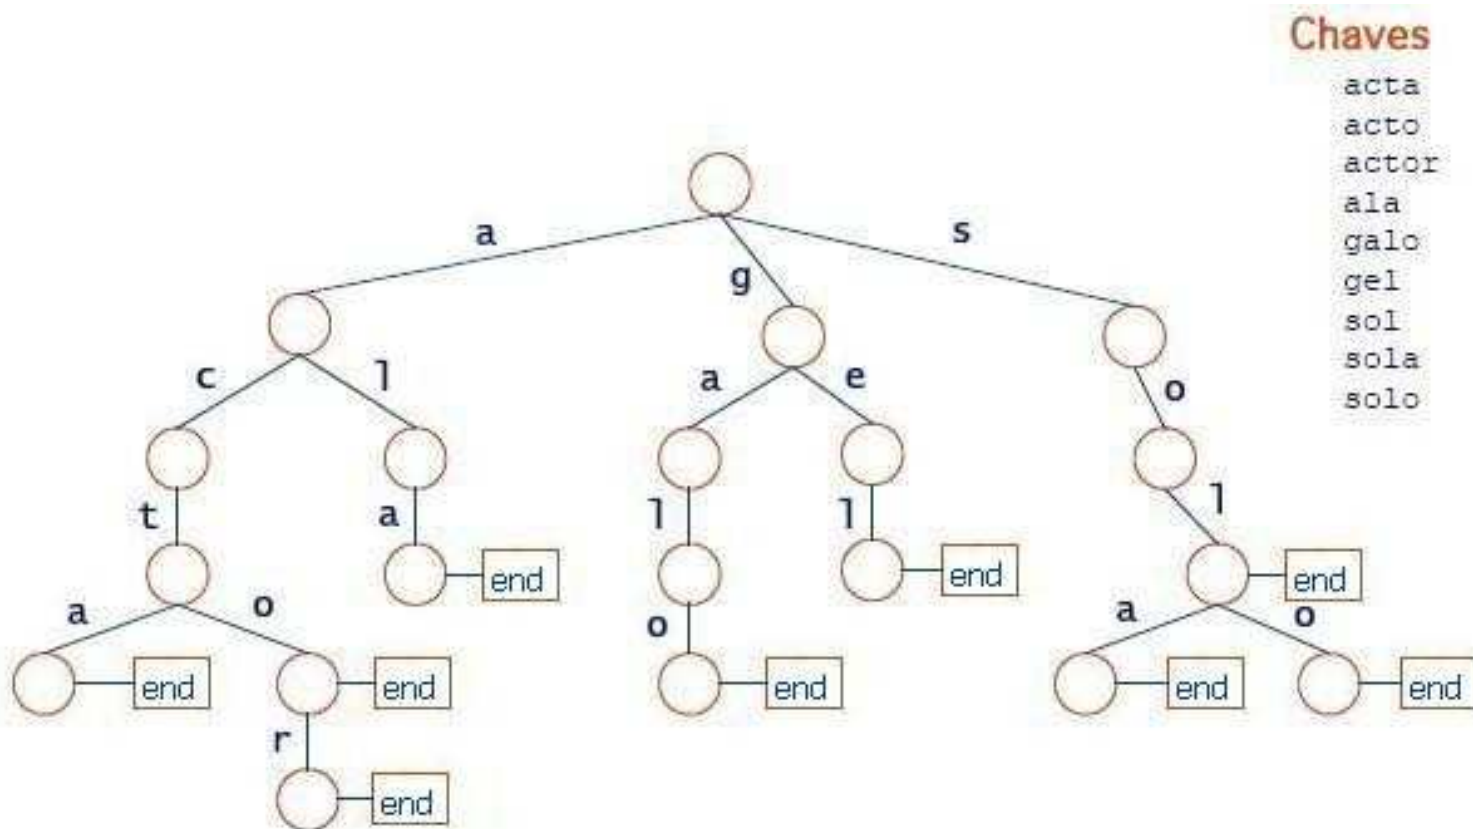 Chaves
acta
acto
actor
ala
galo
gel
sol
sola
solo
a
g
s
c
l
a
e
o
t
a
l
l
l
end
end
end
a
o
o
a
o
end
end
end
end
end
r
end